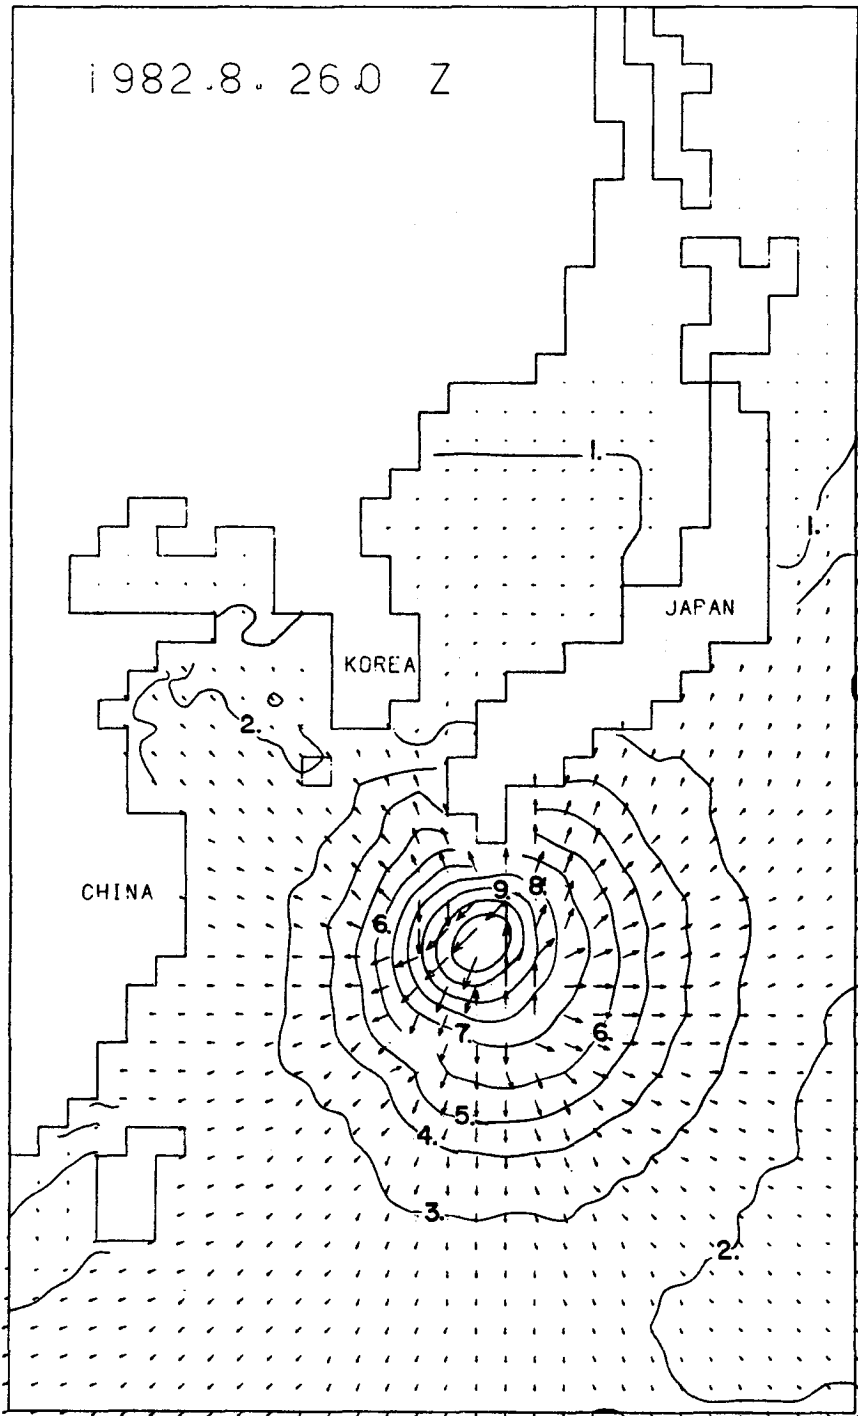 1982.8. 26.0 Z
1.
1.
JAPAN
KOREA
2.
CHINA
9. 8.
6.
7. 6.
5.
4.
3.
2.